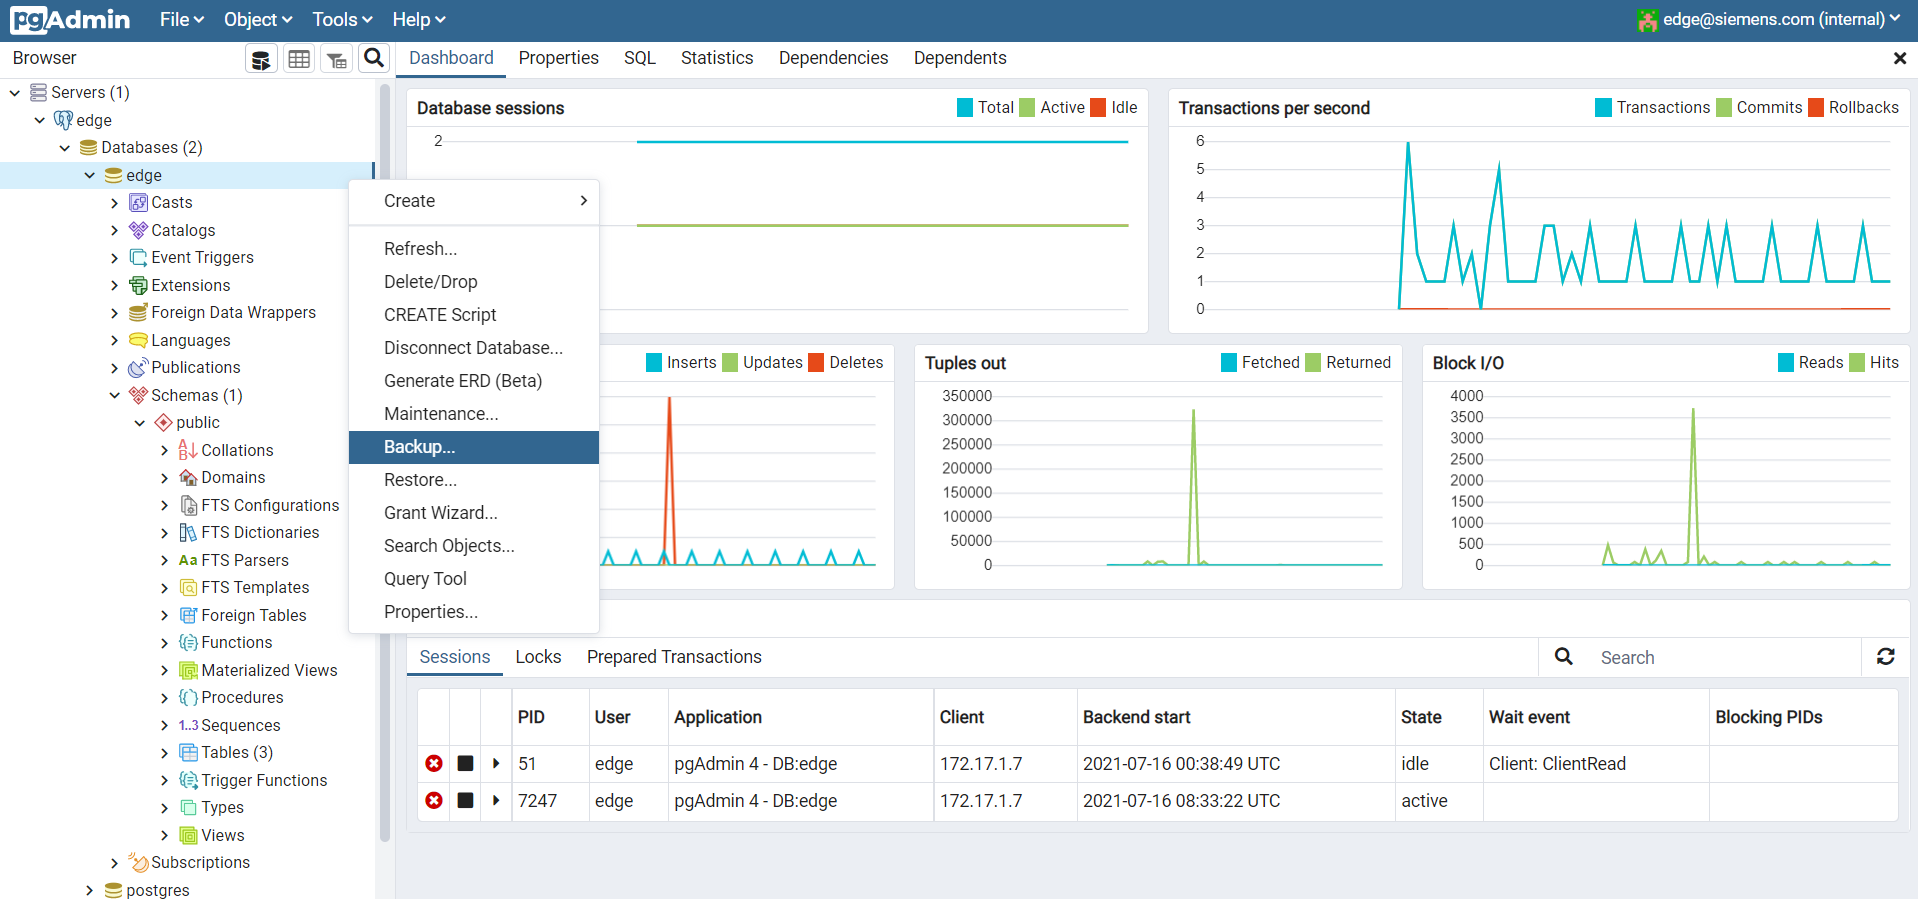 pgAdmin File Object Tools Help edge@siemens.com (internal)
Browser
Dashboard Properties SQL Statistics Dependencies Dependents
Servers (1)
edge
Databases (2)
edge
Casts
Catalogs
Event Triggers
Extensions
Foreign Data Wrappers
Languages
Publications
Schemas (1)
public
Collations
Domains
FTS Configurations
FTS Dictionaries
Aa FTS Parsers
FTS Templates
Foreign Tables
Functions
Materialized Views
Procedures
1..3 Sequences
Tables (3)
Trigger Functions
Types
Views
Subscriptions
postgres
Create
Refresh...
Delete/Drop
CREATE Script
Disconnect Database...
Generate ERD (Beta)
Maintenance...
Backup...
Restore...
Grant Wizard...
Search Objects...
Query Tool
Properties...
Database sessions Total Active Idle
2
Transactions per second Transactions Commits Rollbacks
6
5
4
3
2
1
0
Inserts Updates Deletes
Tuples out Fetched Returned
350000
300000
250000
200000
150000
100000
50000
0
Block I/O Reads Hits
4000
3500
3000
2500
2000
1500
1000
500
0
Sessions Locks Prepared Transactions Search
PID User Application Client Backend start State Wait event Blocking PIDs
51 edge pgAdmin 4 - DB:edge 172.17.1.7 2021-07-16 00:38:49 UTC idle Client: ClientRead
7247 edge pgAdmin 4 - DB:edge 172.17.1.7 2021-07-16 08:33:22 UTC active